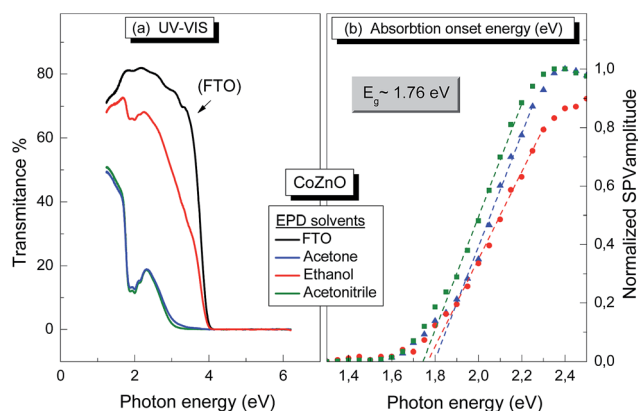 (a) UV-VIS
(b) Absorbtion onset energy (eV)
80
60
40
20
0
Transmitance %
(FTO)
E_g~ 1.76 eV
CoZnO
EPD solvents
FTO
Acetone
Ethanol
Acetonitrile
1,0
0,8
0,6
0,4
0,2
0,0
Normalized SPVamplitude
0 2 4 6
1,4 1,6 1,8 2,0 2,2 2,4
Photon energy (eV)
Photon energy (eV)